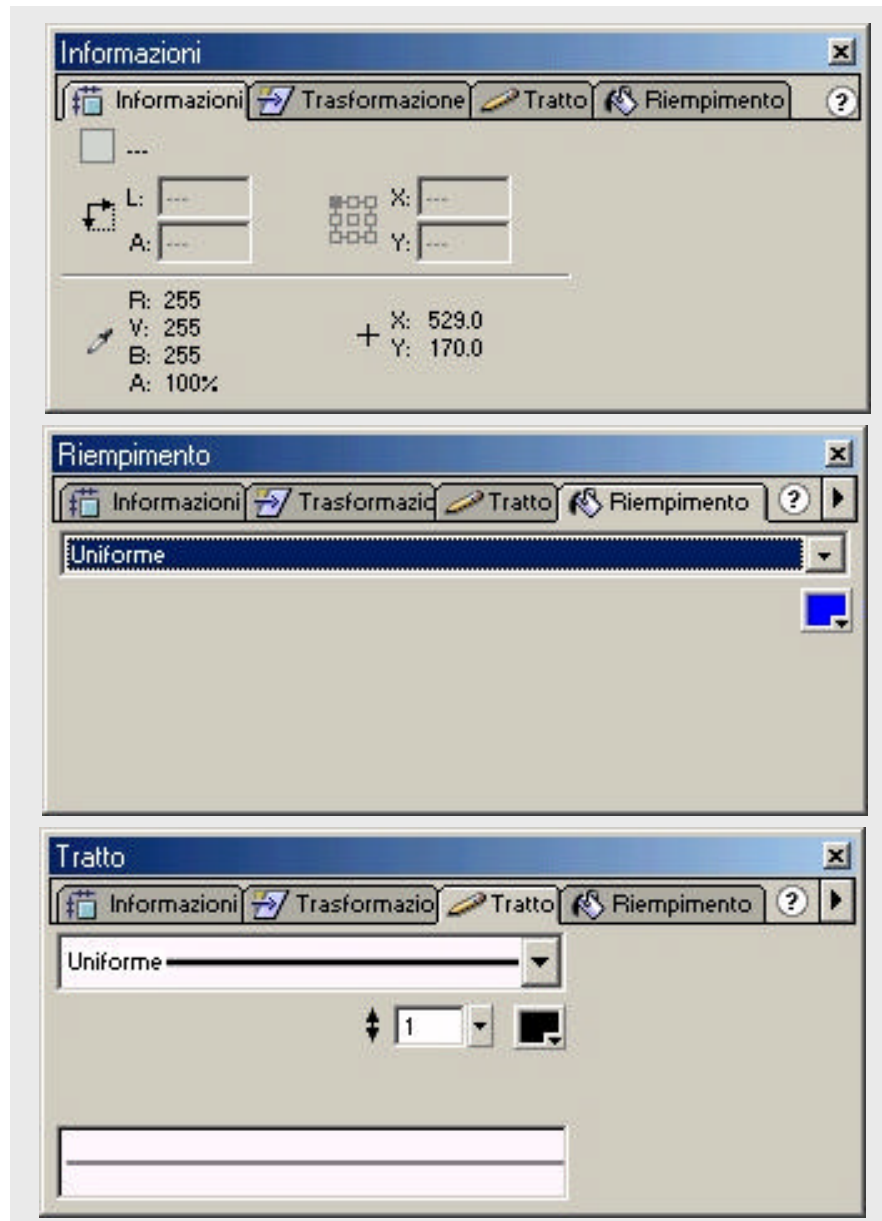 Informazioni
Informazioni Trasformazione Tratto Riempimento ?
---
L: --- X: ---
A: --- Y: ---
R: 255
V: 255 X: 529.0
B: 255 Y: 170.0
A: 100%
Riempimento
Informazioni Trasformazio Tratto Riempimento ?
Uniforme
Tratto
Informazioni Trasformazio Tratto Riempimento ?
Uniforme
1